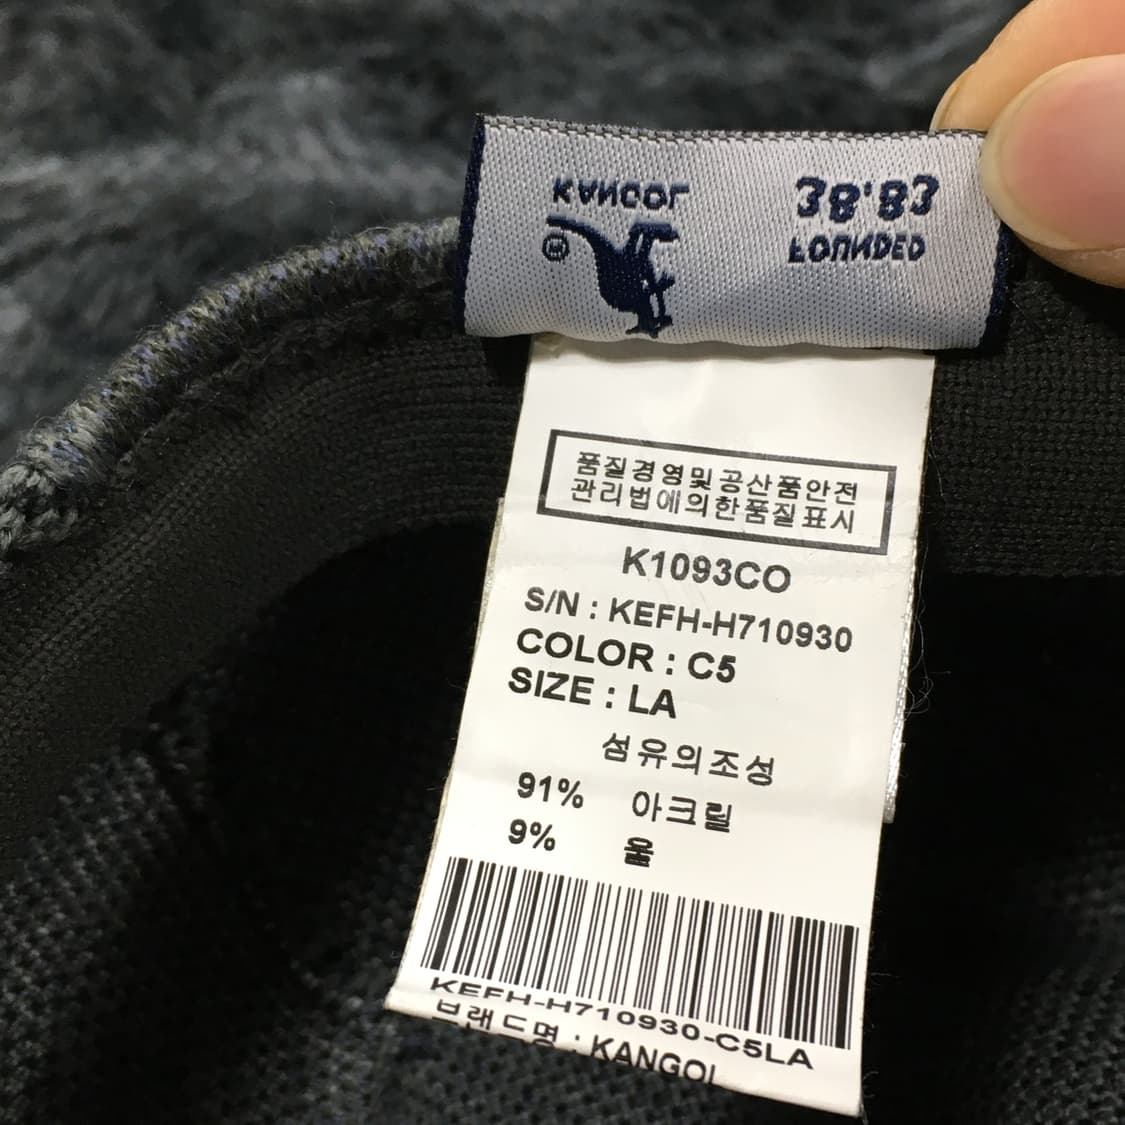 KANGOL
®
FOUNDED
38.83
품질경영및공산품안전
관리법에의한품질표시
K1093CO
S/N : KEFH-H710930
COLOR : C5
SIZE : LA
섬유의조성
91% 아크릴
9% 울
KEFH-H710930-C5LA
브랜드명 : KANGOL